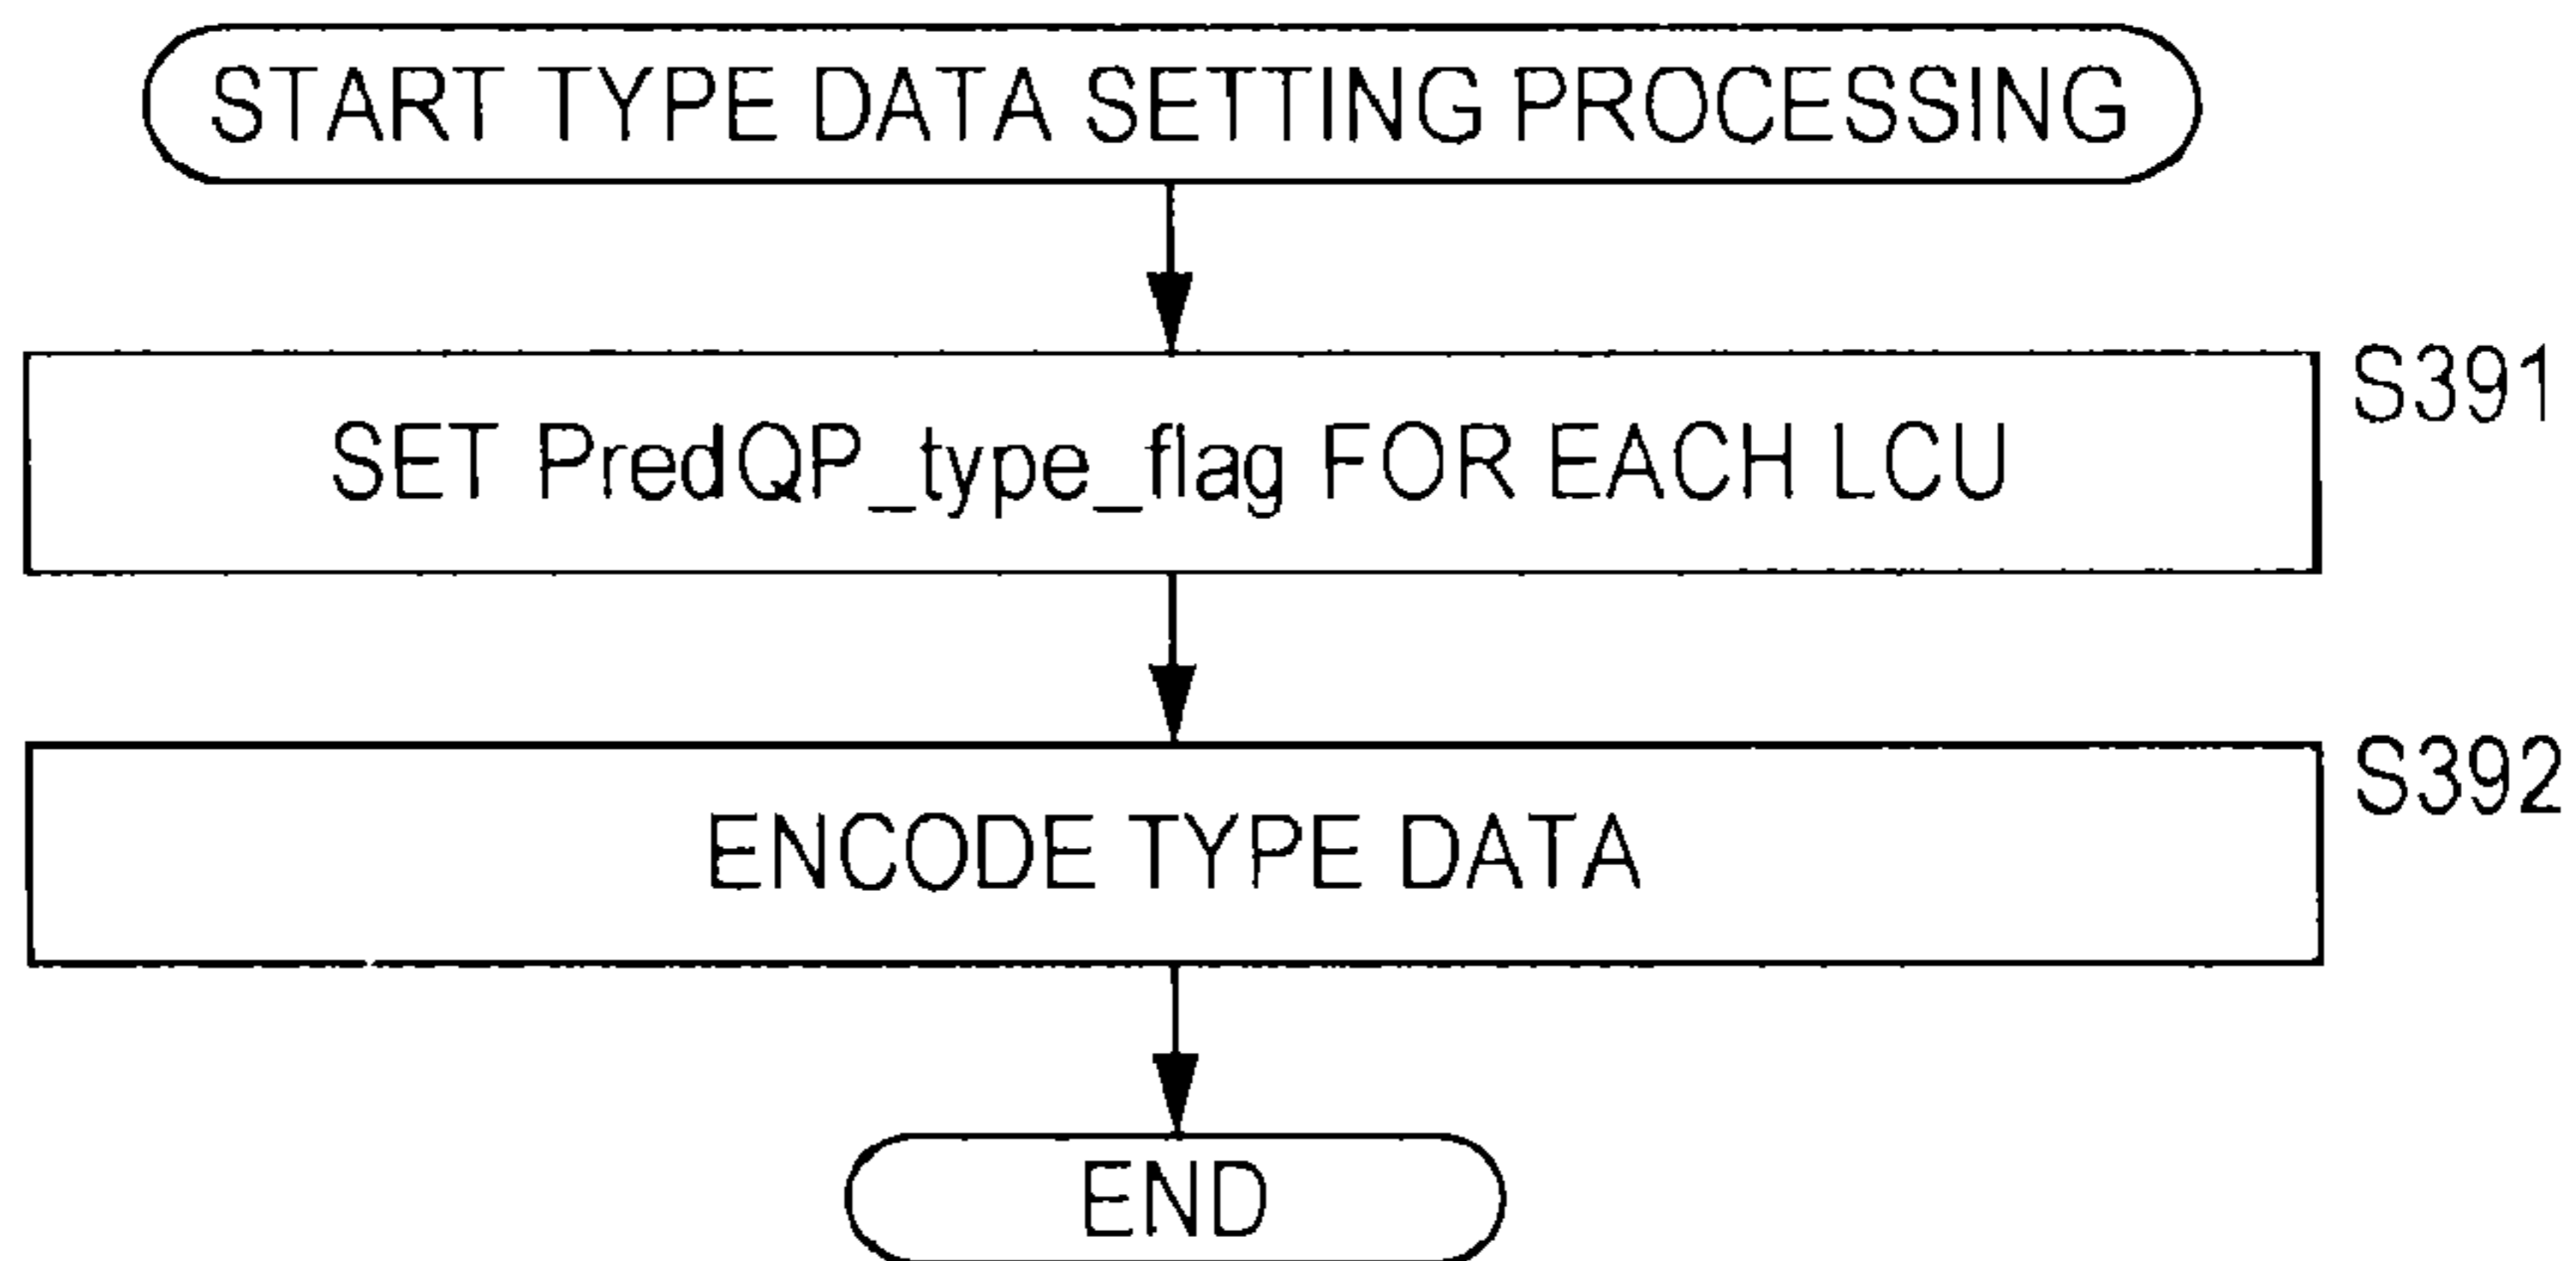 START TYPE DATA SETTING PROCESSING
S391
SET PredQP_type_flag FOR EACH LCU
S392
ENCODE TYPE DATA
END